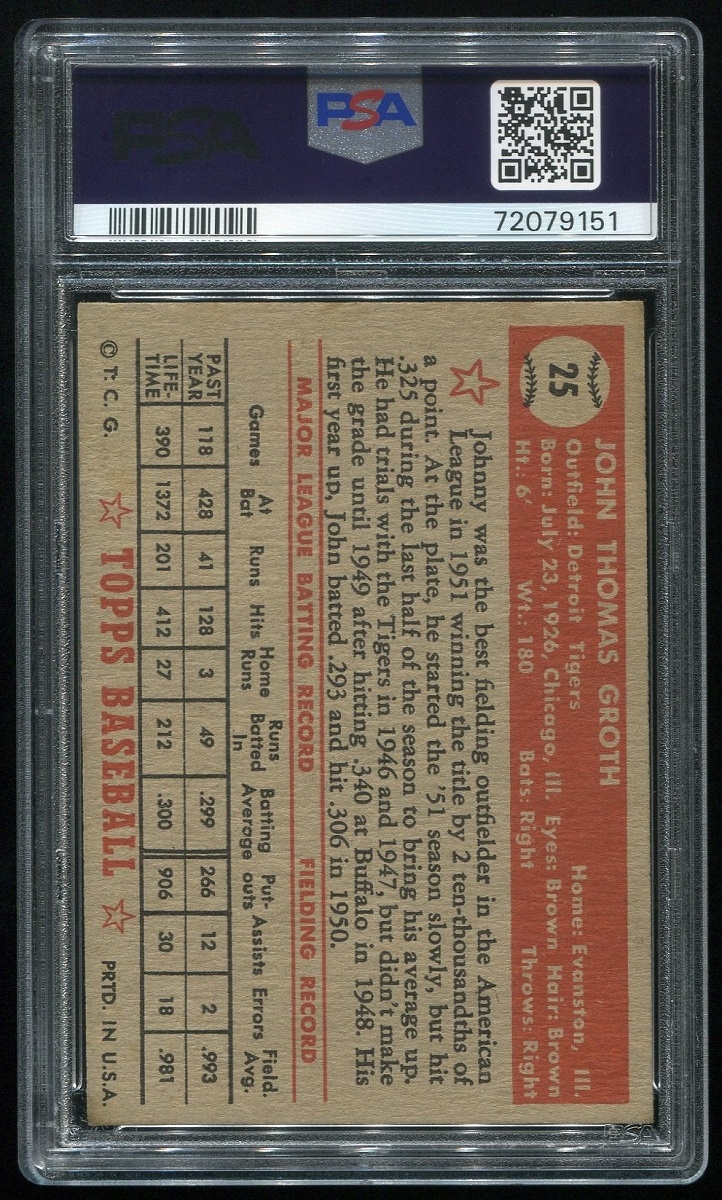 PSA
PSA
72079151
25
JOHN THOMAS GROTH
Outfield: Detroit Tigers Home: Evanston, Ill.
Born: July 23, 1926, Chicago, Ill. Eyes: Brown Hair: Brown
Ht.: 6' Wt.: 180 Bats: Right Throws: Right
Johnny was the best fielding outfielder in the American
League in 1951 winning the title by 2 ten-thousandths of
a point. At the plate, he started the '51 season slowly, but hit
.325 during the last half of the season to bring his average up.
He had trials with the Tigers in 1946 and 1947, but didn't make
the grade until 1949 after hitting .340 at Buffalo in 1948. His
first year up, John batted .293 and hit .306 in 1950.
MAJOR LEAGUE BATTING RECORD FIELDING RECORD
Games At Bat Runs Hits Home Runs Runs Batted In Batting Average Put-outs Assists Errors Field. Avg.
PAST YEAR 118 428 41 128 3 49 .299 266 12 2 .993
LIFE-TIME 390 1372 201 412 27 212 .300 906 30 18 .981
© T. C. G. TOPPS BASEBALL PRTD. IN U.S.A.
PSA